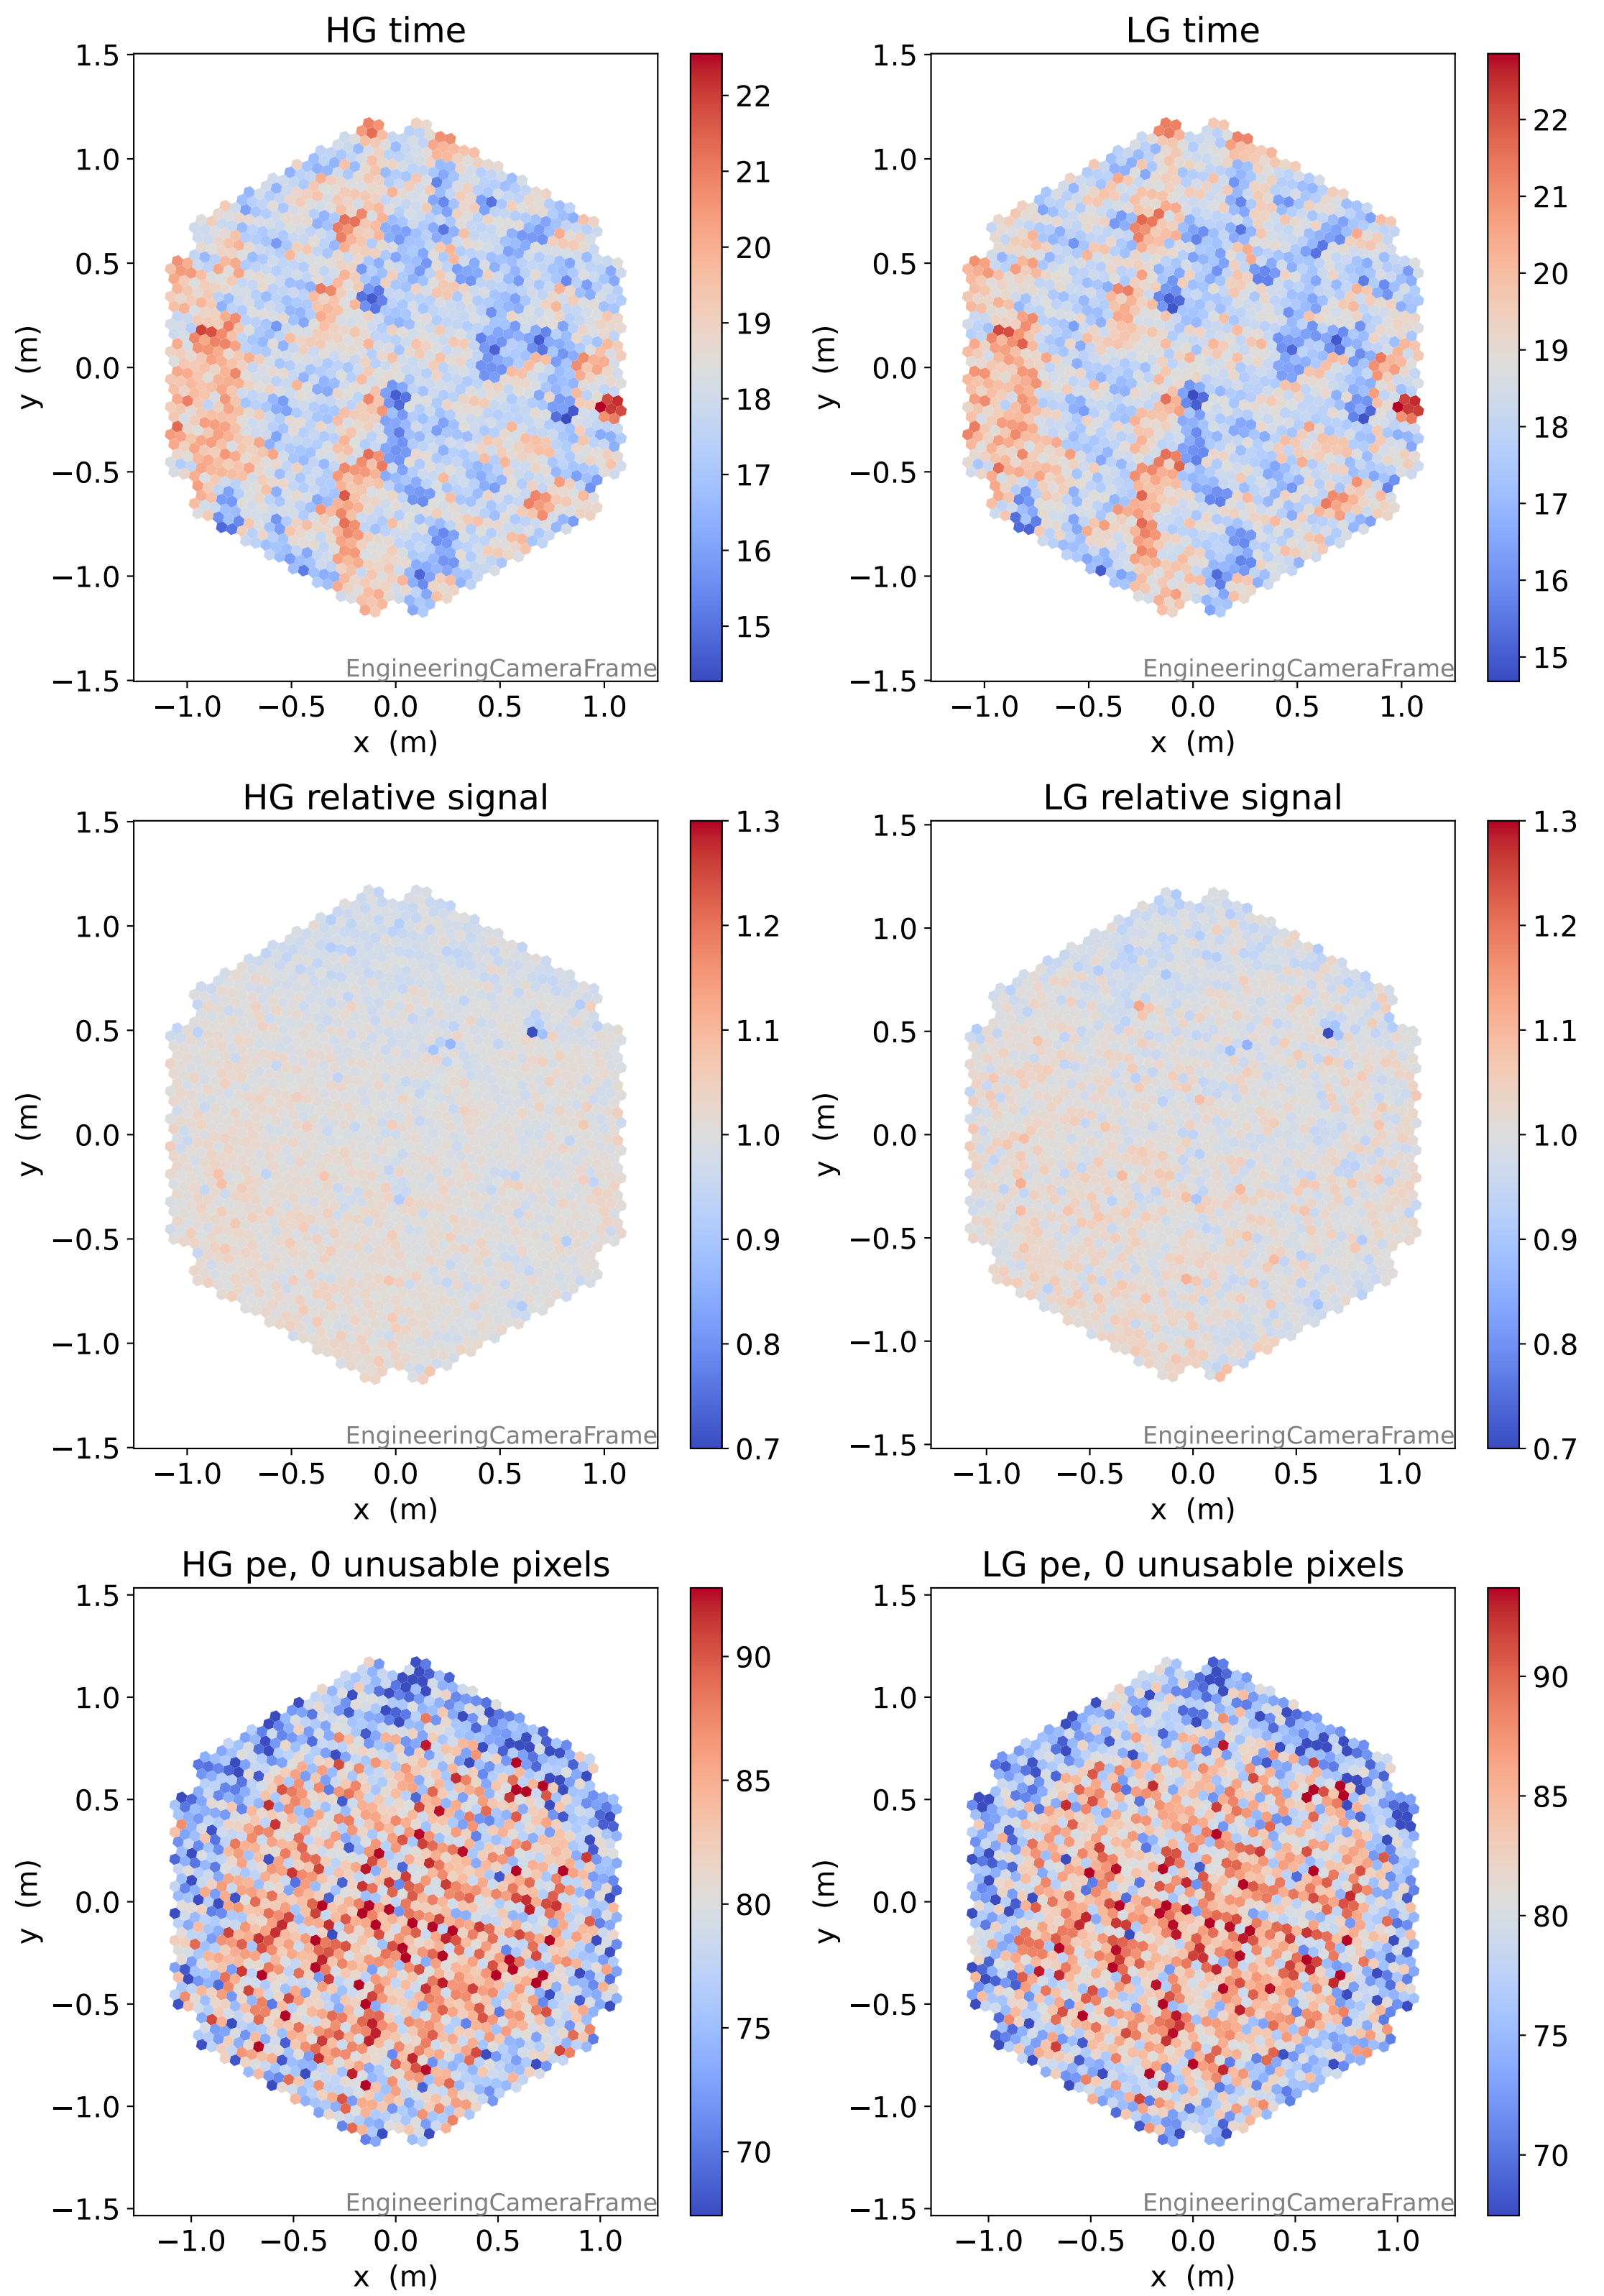 HG time
1.5
1.0
0.5
0.0
−0.5
−1.0
−1.5
y (m)
−1.0 −0.5 0.0 0.5 1.0
x (m)
EngineeringCameraFrame
22
21
20
19
18
17
16
15
LG time
1.5
1.0
0.5
0.0
−0.5
−1.0
−1.5
y (m)
−1.0 −0.5 0.0 0.5 1.0
x (m)
EngineeringCameraFrame
22
21
20
19
18
17
16
15
HG relative signal
1.5
1.0
0.5
0.0
−0.5
−1.0
−1.5
y (m)
−1.0 −0.5 0.0 0.5 1.0
x (m)
EngineeringCameraFrame
1.3
1.2
1.1
1.0
0.9
0.8
0.7
LG relative signal
1.5
1.0
0.5
0.0
−0.5
−1.0
−1.5
y (m)
−1.0 −0.5 0.0 0.5 1.0
x (m)
EngineeringCameraFrame
1.3
1.2
1.1
1.0
0.9
0.8
0.7
HG pe, 0 unusable pixels
1.5
1.0
0.5
0.0
−0.5
−1.0
−1.5
y (m)
−1.0 −0.5 0.0 0.5 1.0
x (m)
EngineeringCameraFrame
90
85
80
75
70
LG pe, 0 unusable pixels
1.5
1.0
0.5
0.0
−0.5
−1.0
−1.5
y (m)
−1.0 −0.5 0.0 0.5 1.0
x (m)
EngineeringCameraFrame
90
85
80
75
70